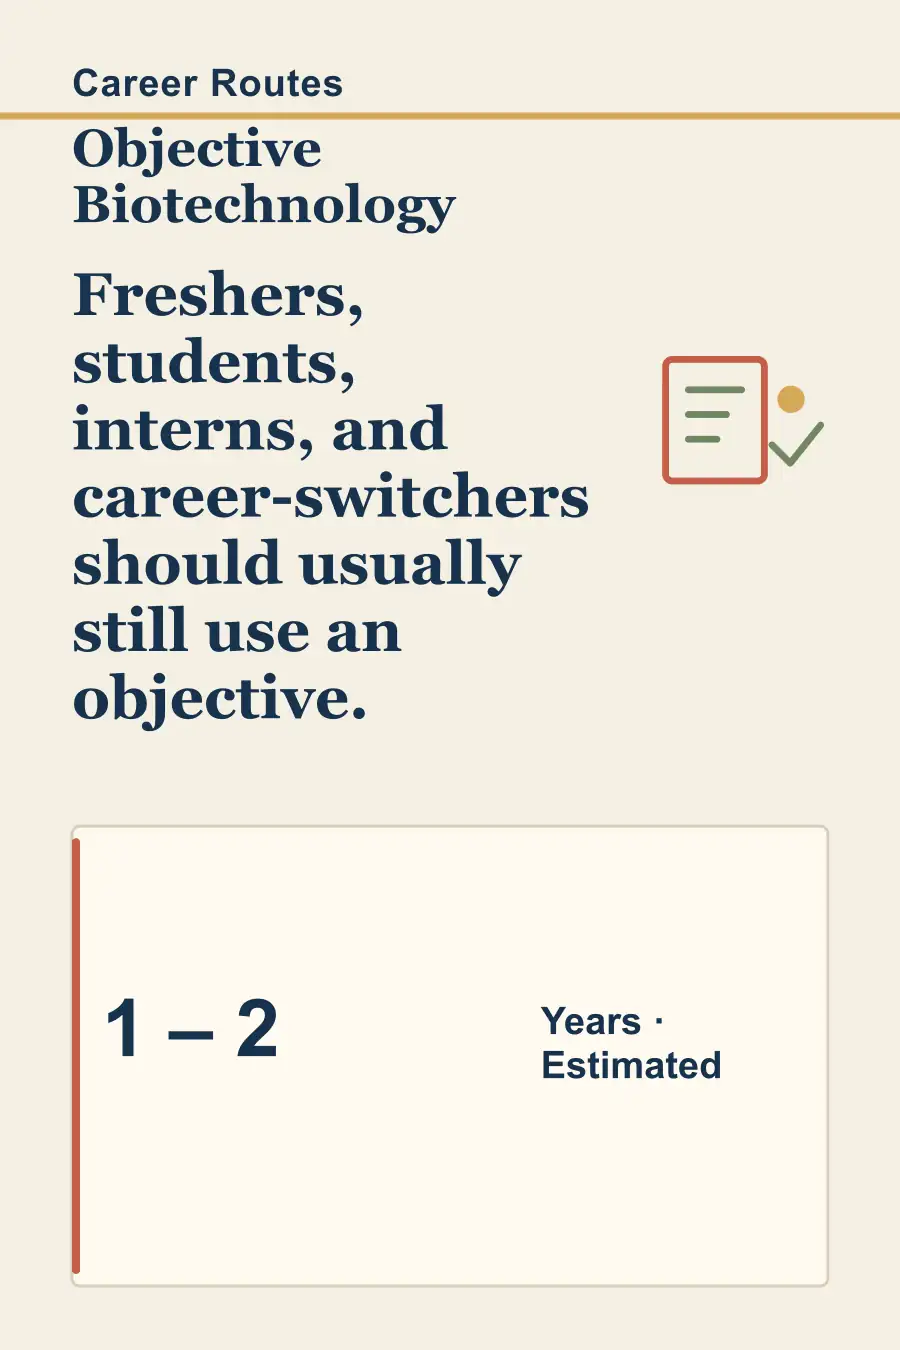 Career Routes
Objective
Biotechnology
Freshers,
students,
interns, and
career-switchers
should usually
still use an
objective.
1 – 2
Years ·
Estimated